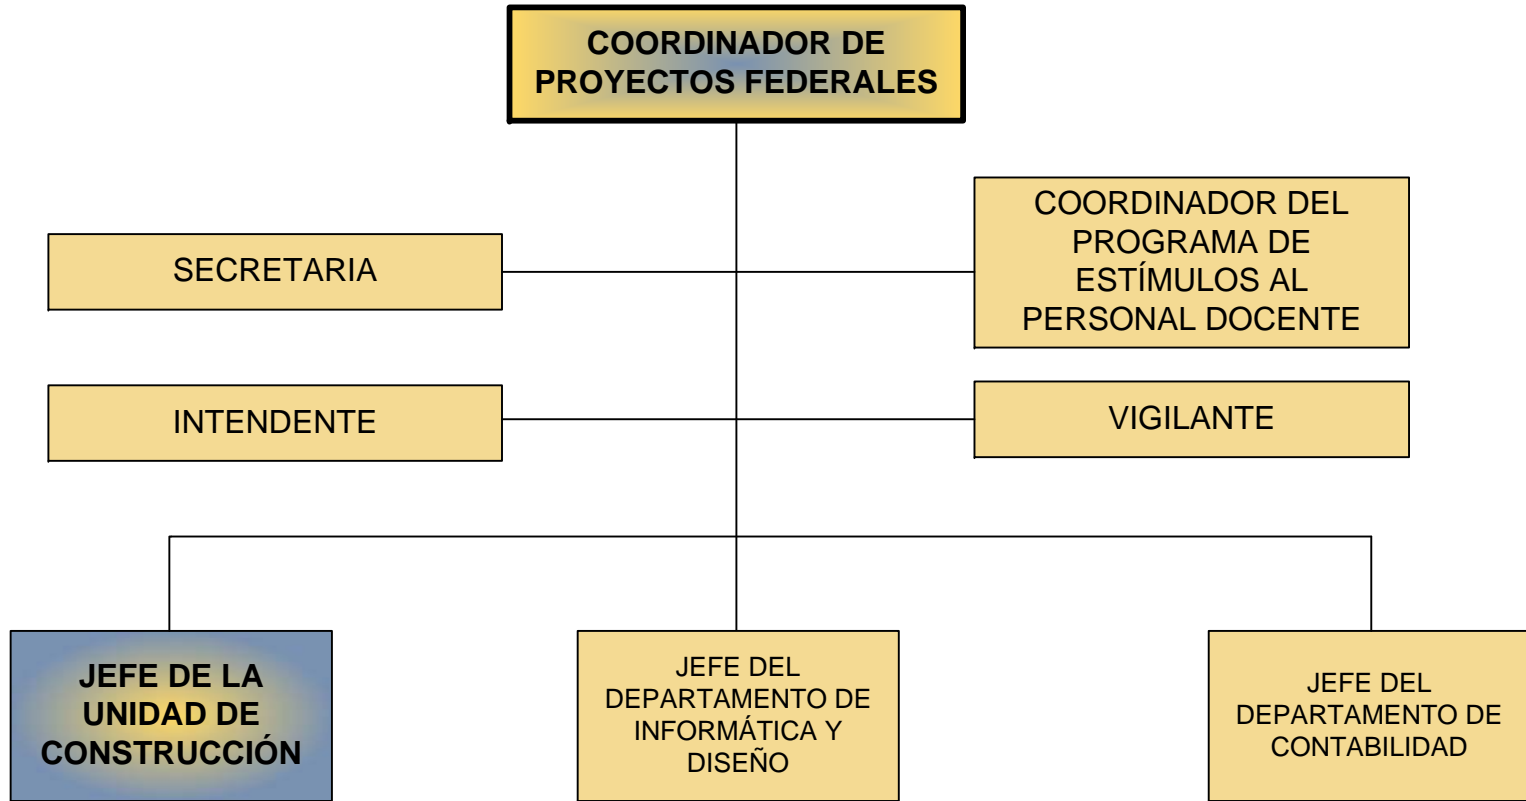 COORDINADOR DE
PROYECTOS FEDERALES
SECRETARIA
COORDINADOR DEL
PROGRAMA DE
ESTÍMULOS AL
PERSONAL DOCENTE
INTENDENTE
VIGILANTE
JEFE DE LA
UNIDAD DE
CONSTRUCCIÓN
JEFE DEL
DEPARTAMENTO DE
INFORMÁTICA Y
DISEÑO
JEFE DEL
DEPARTAMENTO DE
CONTABILIDAD